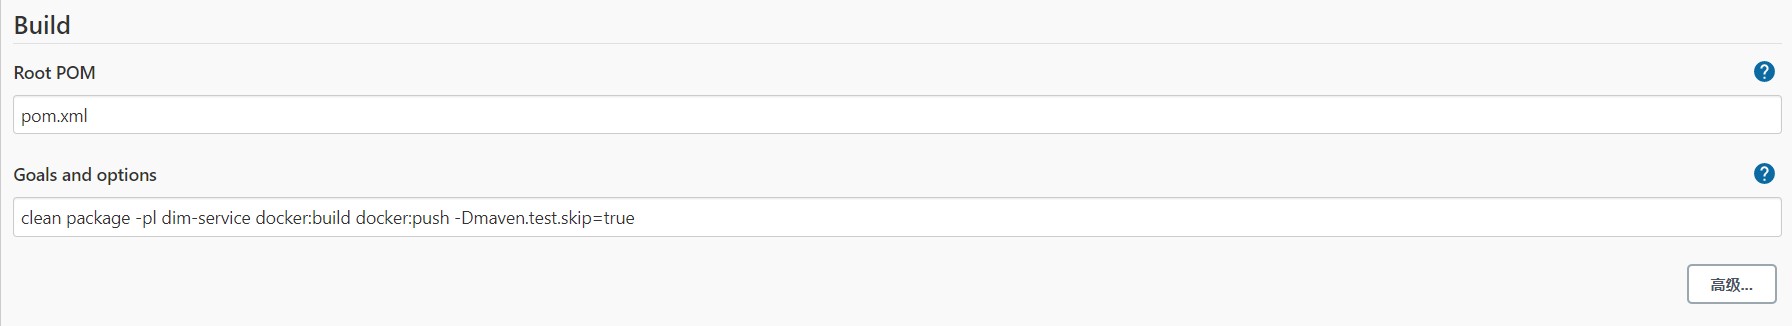 Build
Root POM
?
pom.xml
Goals and options
?
clean package -pl dim-service docker:build docker:push -Dmaven.test.skip=true
高级...